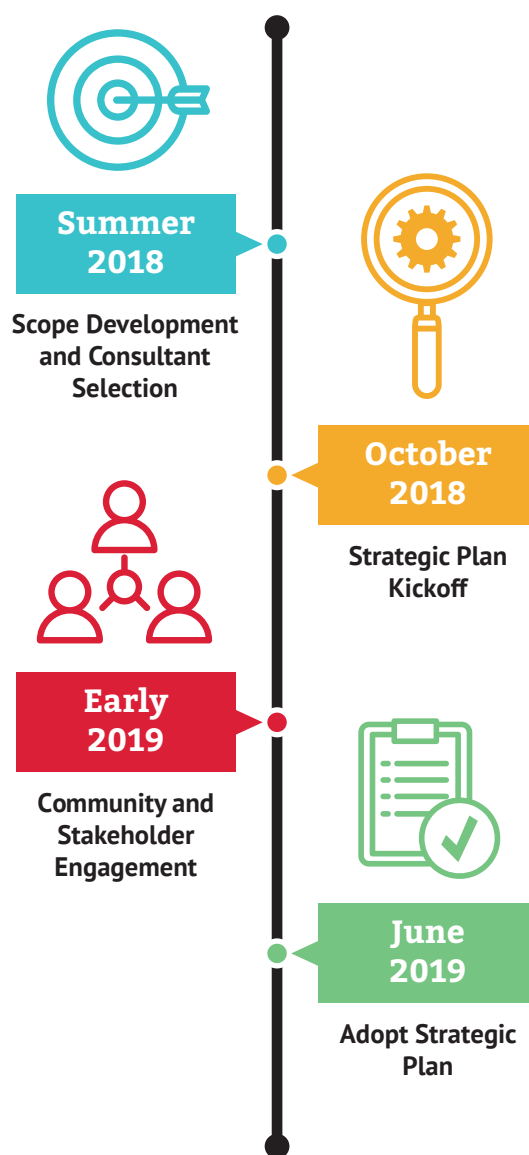 Summer
2018
Scope Development
and Consultant
Selection
October
2018
Strategic Plan
Kickoff
Early
2019
Community and
Stakeholder
Engagement
June
2019
Adopt Strategic
Plan